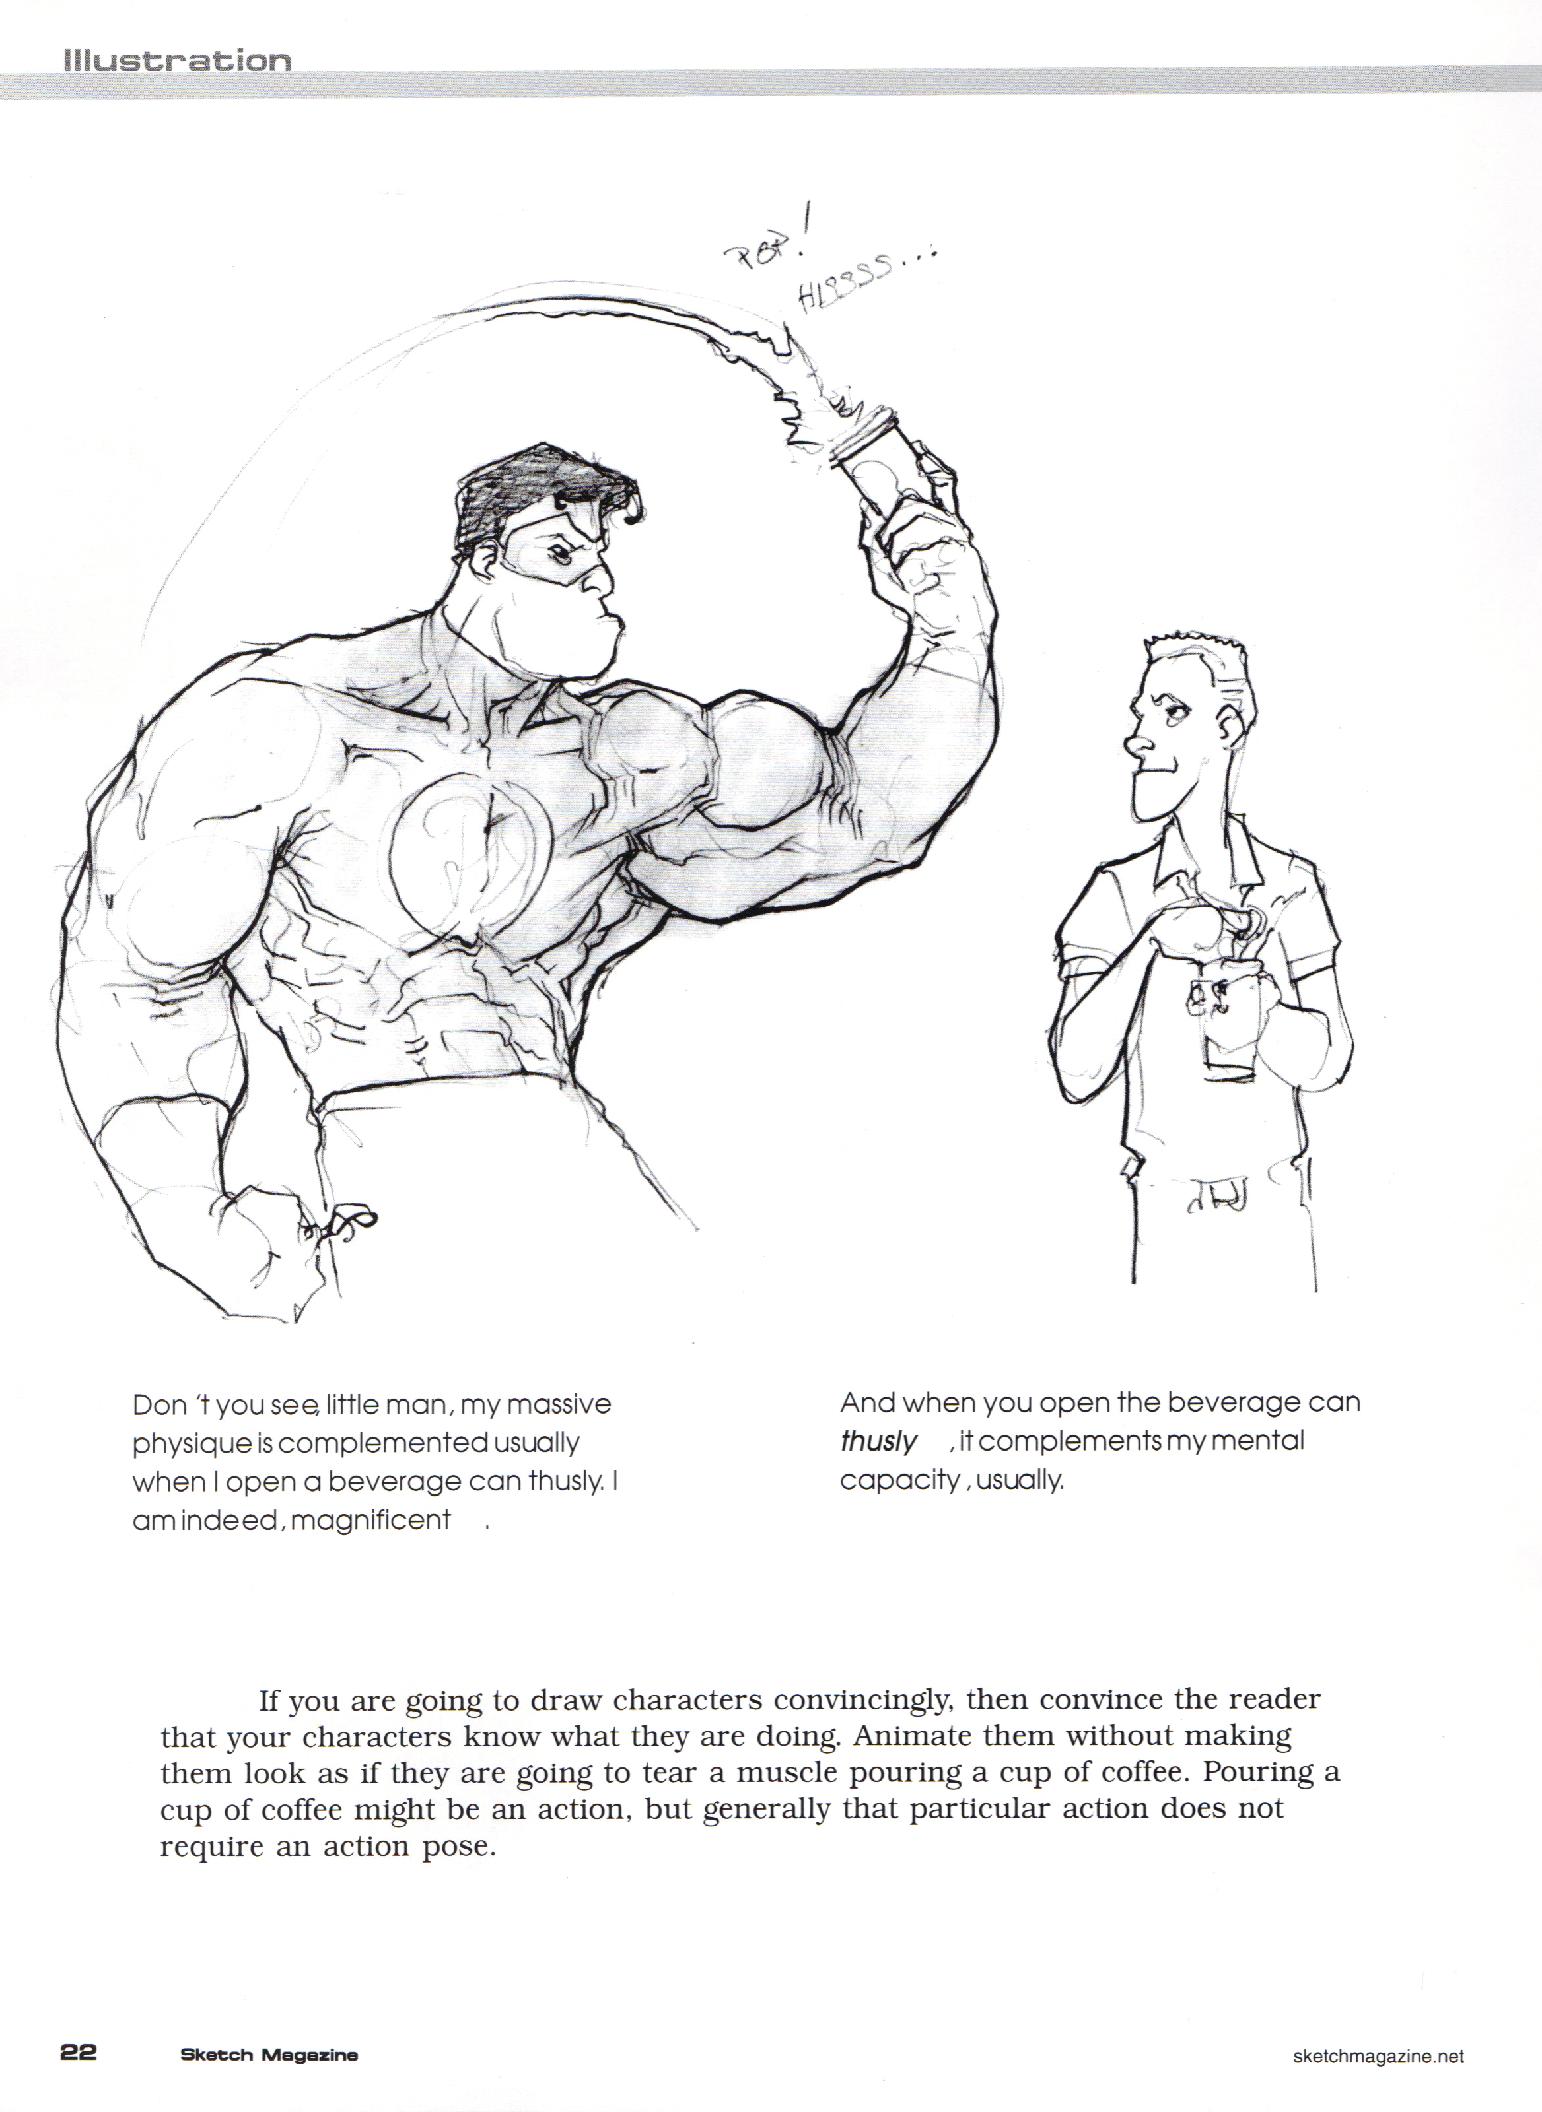 Illustration
POP!
HISSSS...
Don't you see, little man, my massive
physique is complemented usually
when I open a beverage can thusly. I
am indeed, magnificent .
And when you open the beverage can
thusly , it complements my mental
capacity, usually.
If you are going to draw characters convincingly, then convince the reader
that your characters know what they are doing. Animate them without making
them look as if they are going to tear a muscle pouring a cup of coffee. Pouring a
cup of coffee might be an action, but generally that particular action does not
require an action pose.
22 Sketch Magazine sketchmagazine.net